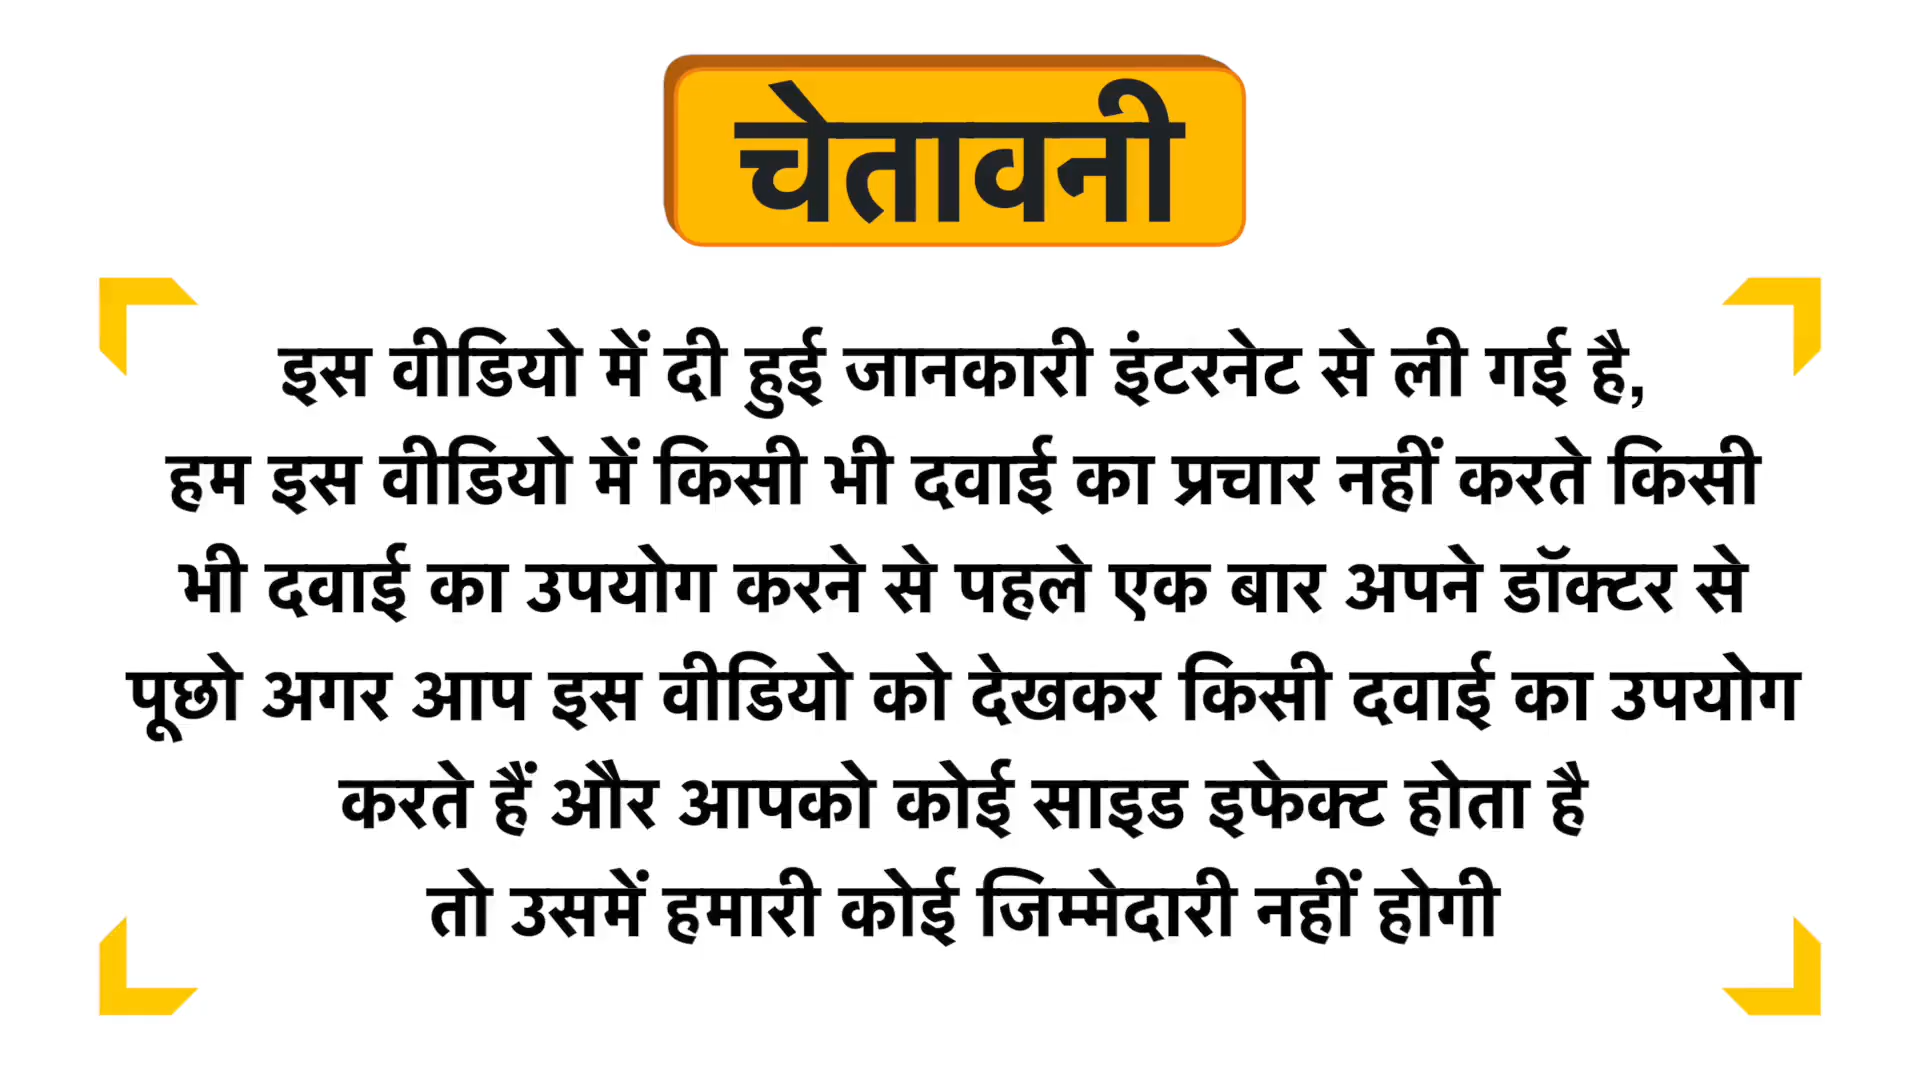 चेतावनी
इस वीडियो में दी हुई जानकारी इंटरनेट से ली गई है,
हम इस वीडियो में किसी भी दवाई का प्रचार नहीं करते किसी
भी दवाई का उपयोग करने से पहले एक बार अपने डॉक्टर से
पूछो अगर आप इस वीडियो को देखकर किसी दवाई का उपयोग
करते हैं और आपको कोई साइड इफेक्ट होता है
तो उसमें हमारी कोई जिम्मेदारी नहीं होगी